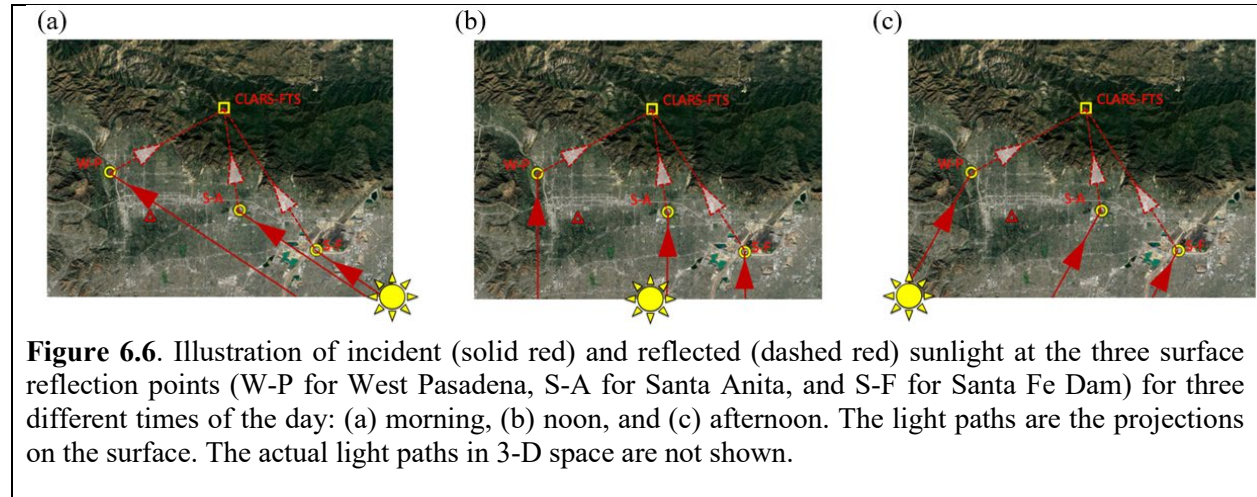 (a) (b) (c)
CLARS-FTS CLARS-FTS CLARS-FTS
W-P W-P W-P
S-A S-A S-A
S-F S-F S-F
Figure 6.6. Illustration of incident (solid red) and reflected (dashed red) sunlight at the three surface
reflection points (W-P for West Pasadena, S-A for Santa Anita, and S-F for Santa Fe Dam) for three
different times of the day: (a) morning, (b) noon, and (c) afternoon. The light paths are the projections
on the surface. The actual light paths in 3-D space are not shown.